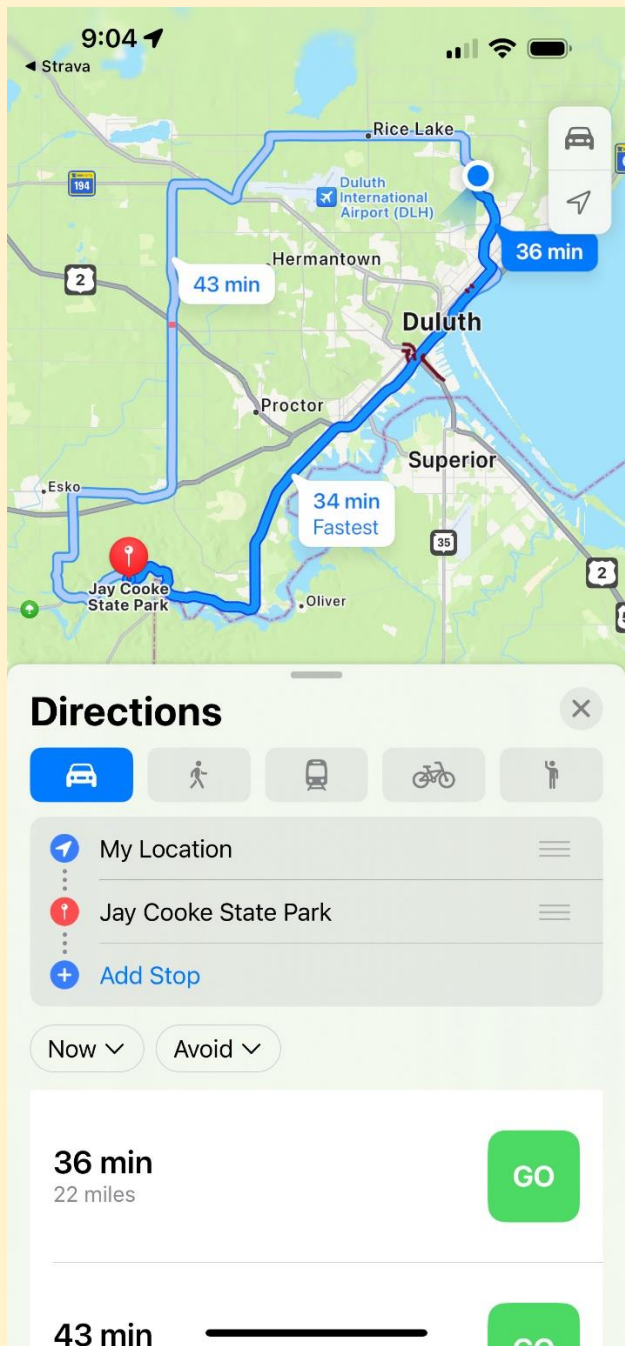 9:04
◀ Strava
Rice Lake
194
Duluth
International
Airport (DLH)
36 min
Hermantown
2
43 min
Duluth
Proctor
Superior
Esko
34 min
Fastest
35
2
Jay Cooke
State Park
Oliver
Directions
My Location
Jay Cooke State Park
Add Stop
Now
Avoid
36 min
22 miles
GO
43 min